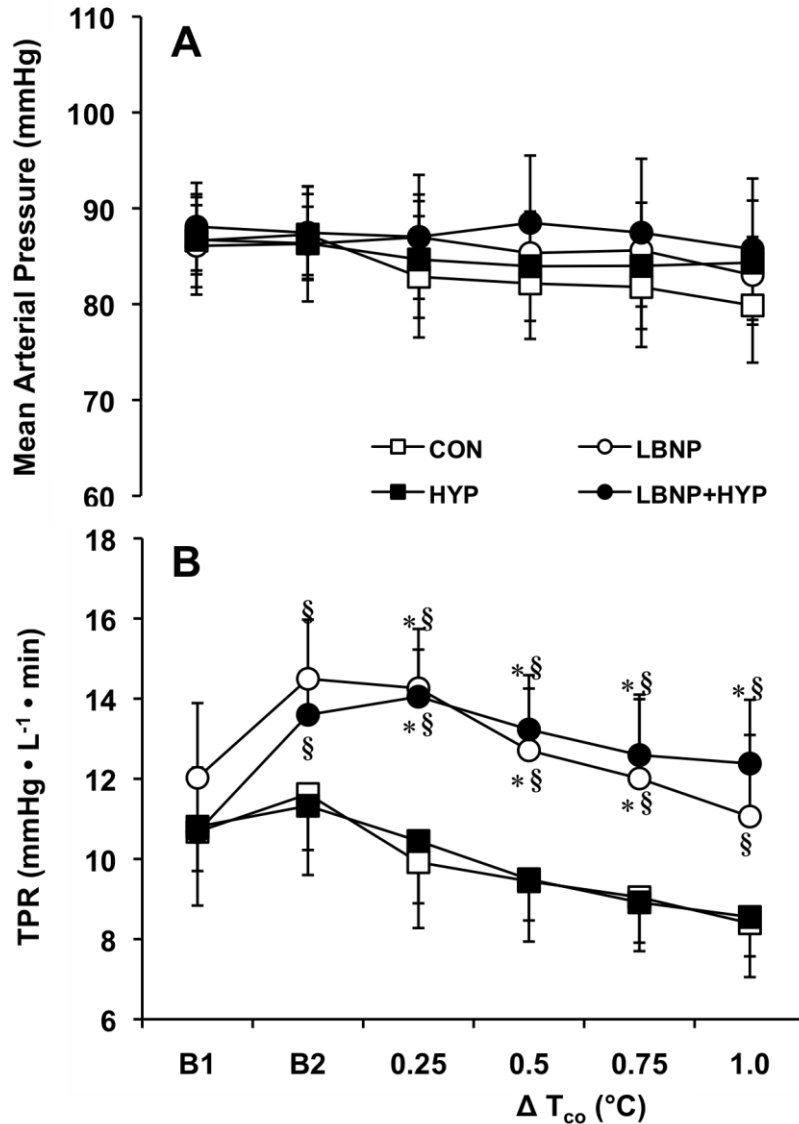 110
A
100
90
80
70
60
Mean Arterial Pressure (mmHg)
CON
LBNP
HYP
LBNP+HYP
18
B
16
14
12
10
8
6
TPR (mmHg • L⁻¹ • min)
§
* §
* §
* §
* §
§
* §
* §
* §
§
B1 B2 0.25 0.5 0.75 1.0
Δ T_co (°C)